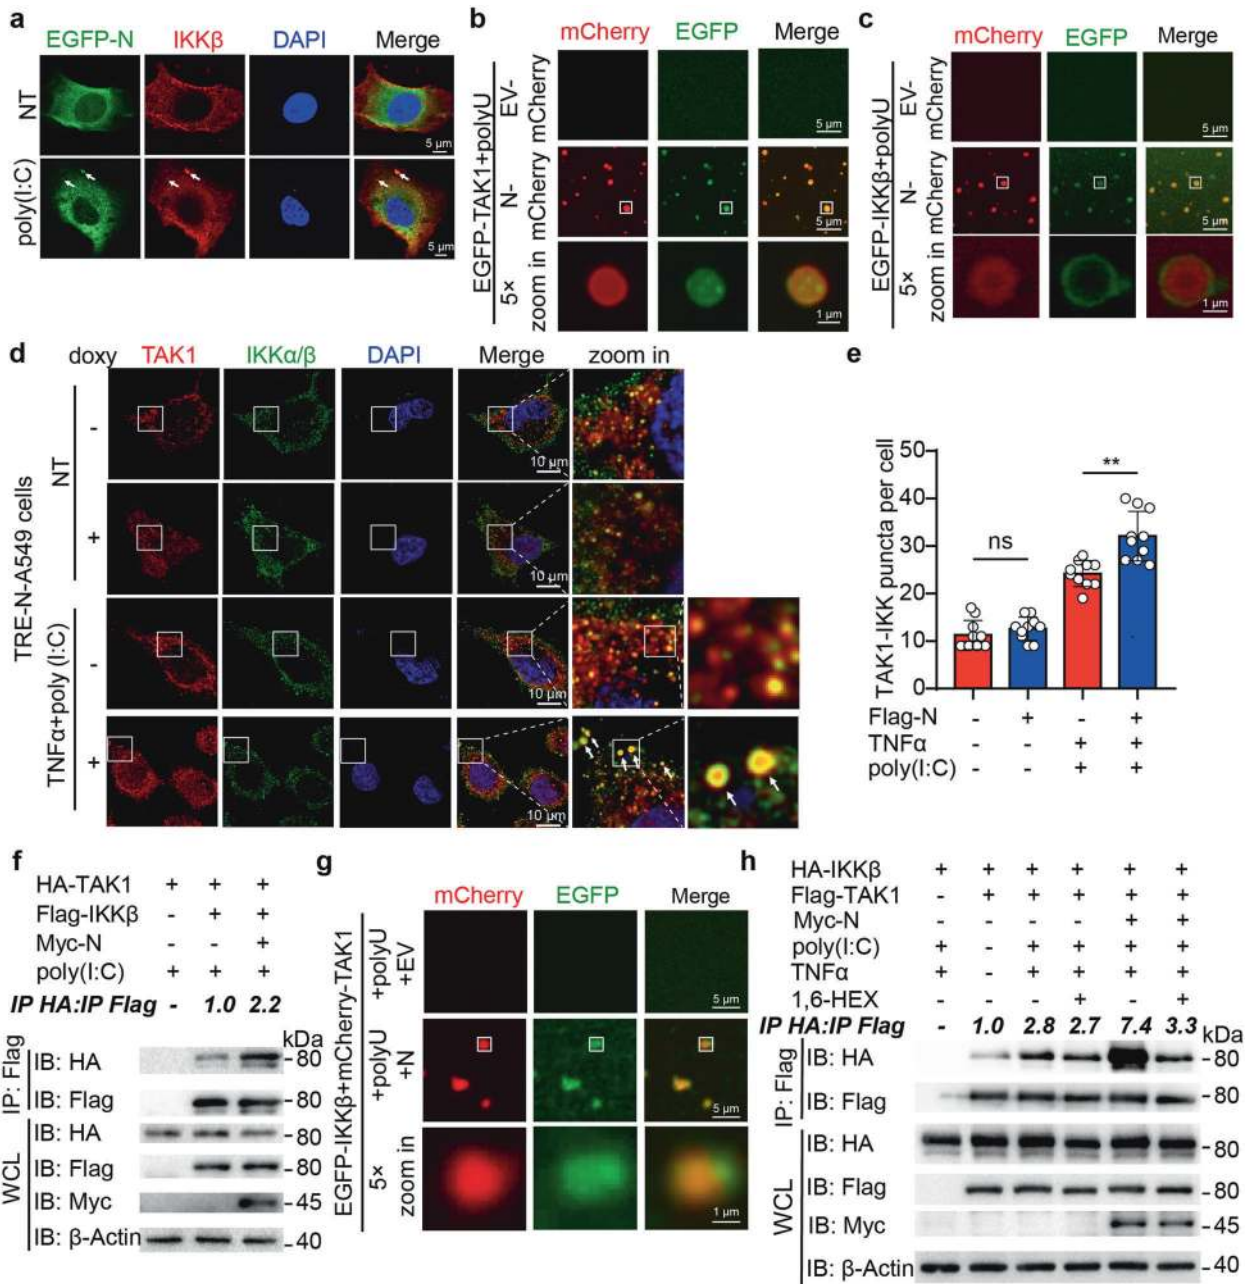 a
EGFP-N IKKβ DAPI Merge
NT
5 μm
poly(I:C)
5 μm
b
mCherry EGFP Merge
EGFP-TAK1+polyU
EV-mCherry
5 μm
N-mCherry
5 μm
5× zoom in
1 μm
c
mCherry EGFP Merge
EGFP-IKKβ+polyU
EV-mCherry
5 μm
N-mCherry
5 μm
5× zoom in
1 μm
d
doxy TAK1 IKKα/β DAPI Merge zoom in
TRE-N-A549 cells
NT
-
10 μm
+
10 μm
TNFα+poly (I:C)
-
10 μm
+
10 μm
e
TAK1-IKK puncta per cell
50
40
30
20
10
0
ns
**
Flag-N - + - +
TNFα - - + +
poly(I:C) - - + +
f
HA-TAK1 + + +
Flag-IKKβ - + +
Myc-N - - +
poly(I:C) + + +
IP HA:IP Flag - 1.0 2.2
kDa
IP: Flag
IB: HA -80
IB: Flag -80
WCL
IB: HA -80
IB: Flag -80
IB: Myc -45
IB: β-Actin -40
g
mCherry EGFP Merge
EGFP-IKKβ+mCherry-TAK1
+polyU +EV
5 μm
+polyU +N
5 μm
5× zoom in
1 μm
h
HA-IKKβ + + + + + +
Flag-TAK1 - + + + + +
Myc-N - - - - + +
poly(I:C) + - + + + +
TNFα + - + + + +
1,6-HEX - - - + - +
IP HA:IP Flag - 1.0 2.8 2.7 7.4 3.3
kDa
IP: Flag
IB: HA -80
IB: Flag -80
WCL
IB: HA -80
IB: Flag -80
IB: Myc -45
IB: β-Actin -40